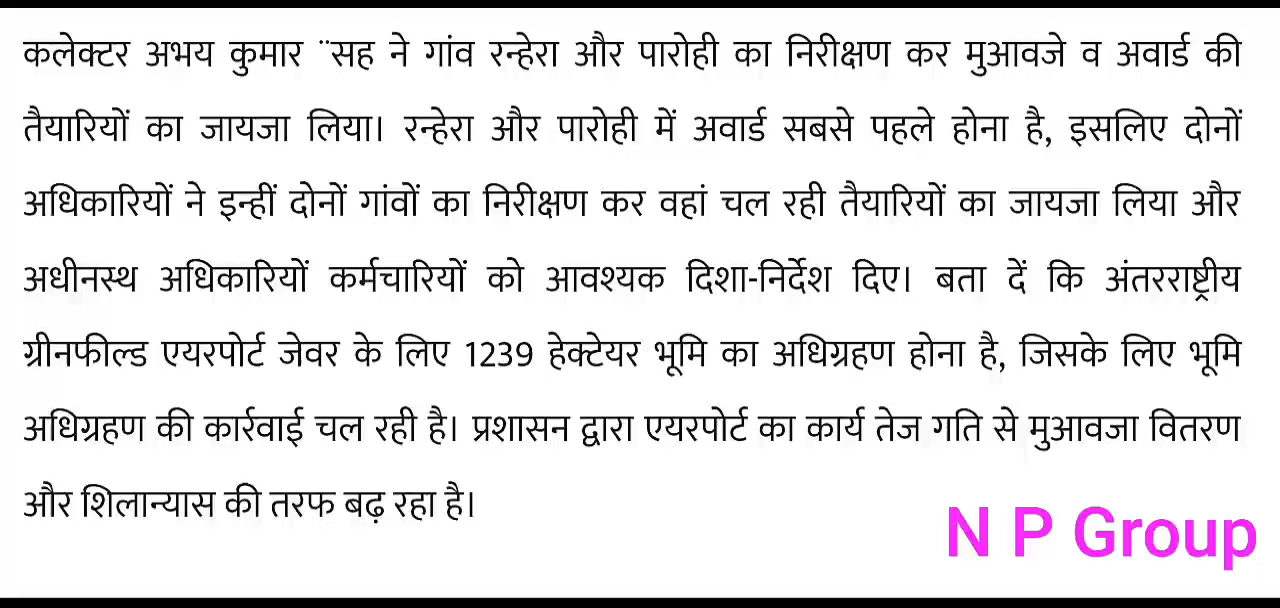 कलेक्टर अभय कुमार ¨सह ने गांव रन्हेरा और पारोही का निरीक्षण कर मुआवजे व अवार्ड की
तैयारियों का जायजा लिया। रन्हेरा और पारोही में अवार्ड सबसे पहले होना है, इसलिए दोनों
अधिकारियों ने इन्हीं दोनों गांवों का निरीक्षण कर वहां चल रही तैयारियों का जायजा लिया और
अधीनस्थ अधिकारियों कर्मचारियों को आवश्यक दिशा-निर्देश दिए। बता दें कि अंतरराष्ट्रीय
ग्रीनफील्ड एयरपोर्ट जेवर के लिए 1239 हेक्टेयर भूमि का अधिग्रहण होना है, जिसके लिए भूमि
अधिग्रहण की कार्रवाई चल रही है। प्रशासन द्वारा एयरपोर्ट का कार्य तेज गति से मुआवजा वितरण
और शिलान्यास की तरफ बढ़ रहा है।
N P Group